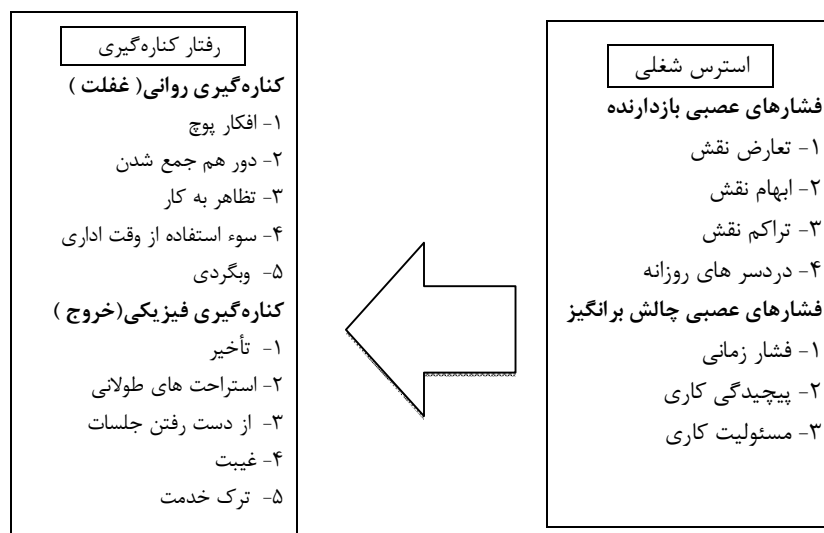 استرس شغلی
فشارهای عصبی بازدارنده
۱- تعارض نقش
۲- ابهام نقش
۳- تراکم نقش
۴- دردسر های روزانه
فشارهای عصبی چالش برانگیز
۱- فشار زمانی
۲- پیچیدگی کاری
۳- مسئولیت کاری
رفتار کناره‌گیری
کناره‌گیری روانی( غفلت )
۱- افکار پوچ
۲- دور هم جمع شدن
۳- تظاهر به کار
۴- سوء استفاده از وقت اداری
۵- وبگردی
کناره‌گیری فیزیکی(خروج )
۱- تأخیر
۲- استراحت های طولانی
۳- از دست رفتن جلسات
۴- غیبت
۵- ترک خدمت